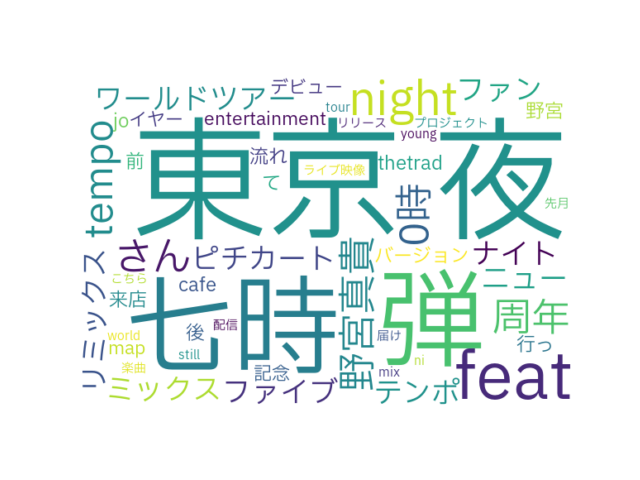 デビュー
ワールドツアー
night
ファン
tour
野宮
jo
イヤー
entertainment
リリース
プロジェクト
young
東京
夜
tempo
前
流れ
て
ライブ映像
thetrad
0時
先月
さん
ピチカート
バージョン
ナイト
リミックス
こちら
cafe
七時
野宮真貴
弾
ニュー
来店
周年
後
配信
world
map
still
届け
行っ
楽曲
記念
mix
ni
feat
ミックス
ファイブ
テンポ